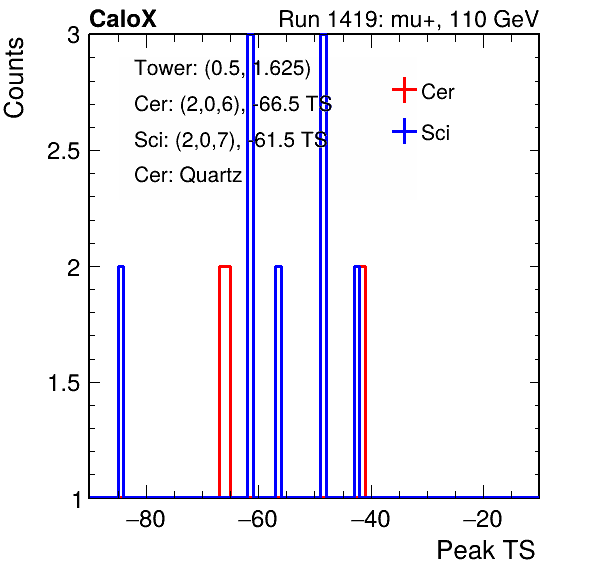 CaloX Run 1419: mu+, 110 GeV
Counts
3
2.5
2
1.5
1
Tower: (0.5, 1.625)
Cer: (2,0,6), -66.5 TS
Sci: (2,0,7), -61.5 TS
Cer: Quartz
Cer
Sci
−80 −60 −40 −20
Peak TS